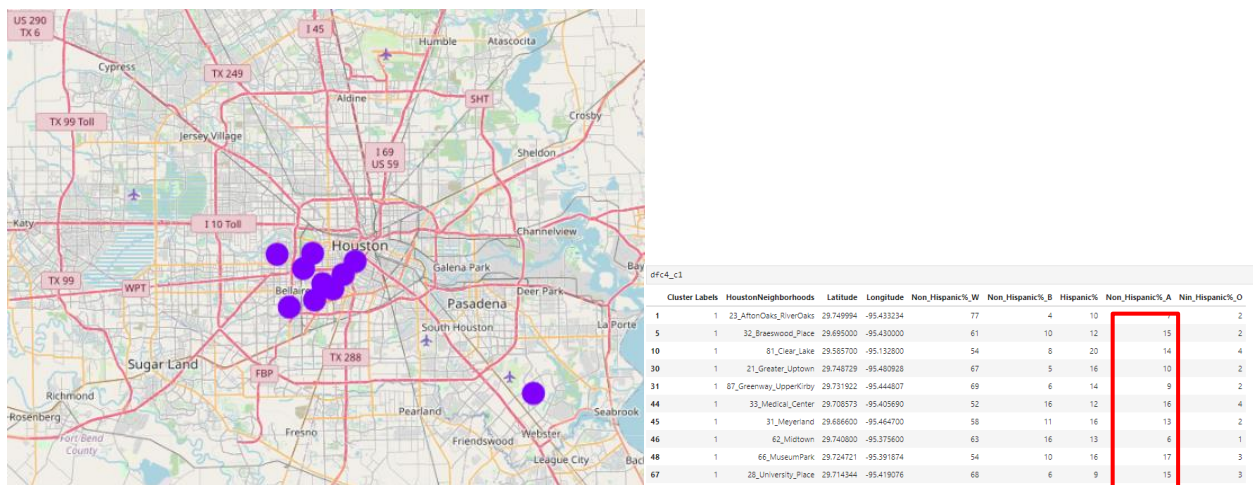 US 290
TX 6
I 45
Humble
Atascocita
Cypress
TX 249
SHT
Aldine
Crosby
TX 99 Toll
Jersey Village
I 69
US 59
Sheldon
Katy
I 10 Toll
Channelview
Houston
Galena Park
Bay
TX 99
WPT
Bellaire
Deer Park
Pasadena
South Houston
La Porte
Sugar Land
TX 288
FBP
Richmond
Rosenberg
Pearland
Seabrook
Fresno
Webster
Fort Bend
County
Friendswood
League City
Bac
dfc4_c1
Cluster Labels HoustonNeighborhoods Latitude Longitude Non_Hispanic%_W Non_Hispanic%_B Hispanic% Non_Hispanic%_A Nin_Hispanic%_O
1 1 23_AftonOaks_RiverOaks 29.749994 -95.433234 77 4 10 7 2
5 1 32_Braeswood_Place 29.695000 -95.430000 61 10 12 15 2
10 1 81_Clear_Lake 29.585700 -95.132800 54 8 20 14 4
30 1 21_Greater_Uptown 29.748729 -95.480928 67 5 16 10 2
31 1 87_Greenway_UpperKirby 29.731922 -95.444807 69 6 14 9 2
44 1 33_Medical_Center 29.708573 -95.405690 52 16 12 16 4
45 1 31_Meyerland 29.686600 -95.464700 58 11 16 13 2
46 1 62_Midtown 29.740800 -95.375600 63 16 13 6 1
48 1 66_MuseumPark 29.724721 -95.391874 54 10 16 17 3
67 1 28_University_Place 29.714344 -95.419076 68 6 9 15 3